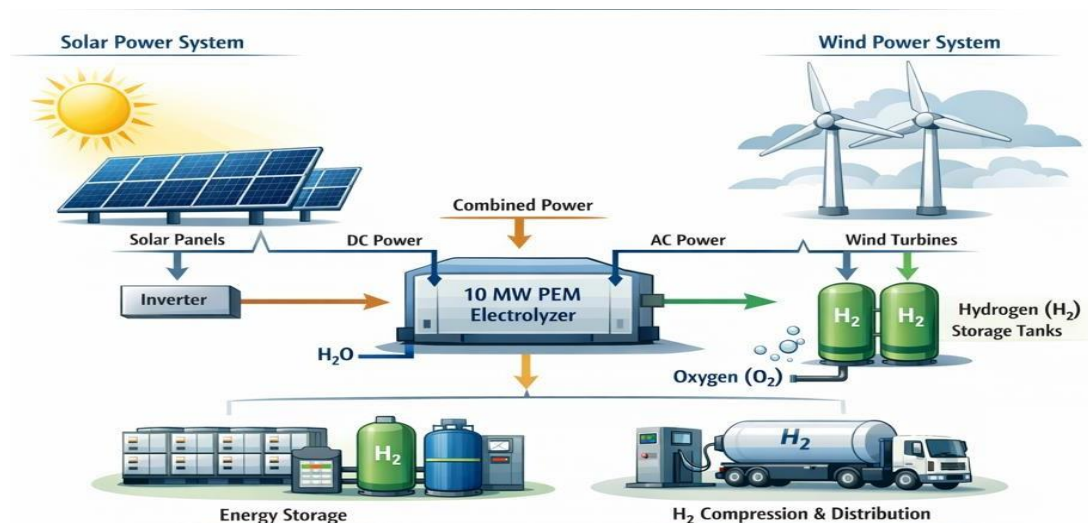 Solar Power System
Wind Power System
Combined Power
Solar Panels
DC Power
AC Power
Wind Turbines
Inverter
10 MW PEM
Electrolyzer
H₂
H₂
Hydrogen (H₂)
Storage Tanks
H₂O
Oxygen (O₂)
H₂
H₂
Energy Storage
H₂ Compression & Distribution